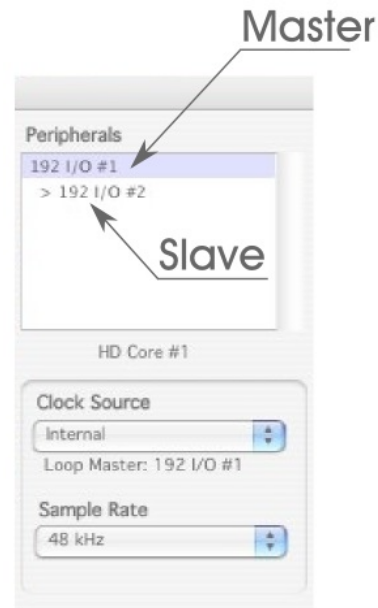 Master
Peripherals
192 I/O #1
> 192 I/O #2
Slave
HD Core #1
Clock Source
Internal
Loop Master: 192 I/O #1
Sample Rate
48 kHz